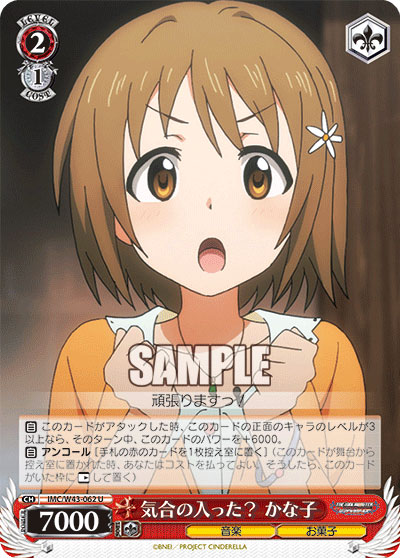 LEVEL
2
1
COST
SAMPLE
頑張りますっ!
自 このカードがアタックした時、このカードの正面のキャラのレベルが3
以上なら、そのターン中、このカードのパワーを+6000。
自 アンコール [手札の赤のカードを1枚控え室に置く] (このカードが舞台から
控え室に置かれた時、あなたはコストを払ってよい。そうしたら、このカード
がいた枠に置く)
CH IMC/W43-062 U
7000
気合の入った? かな子
THE IDOLM@STER
音楽
お菓子
©BNEI / PROJECT CINDERELLA